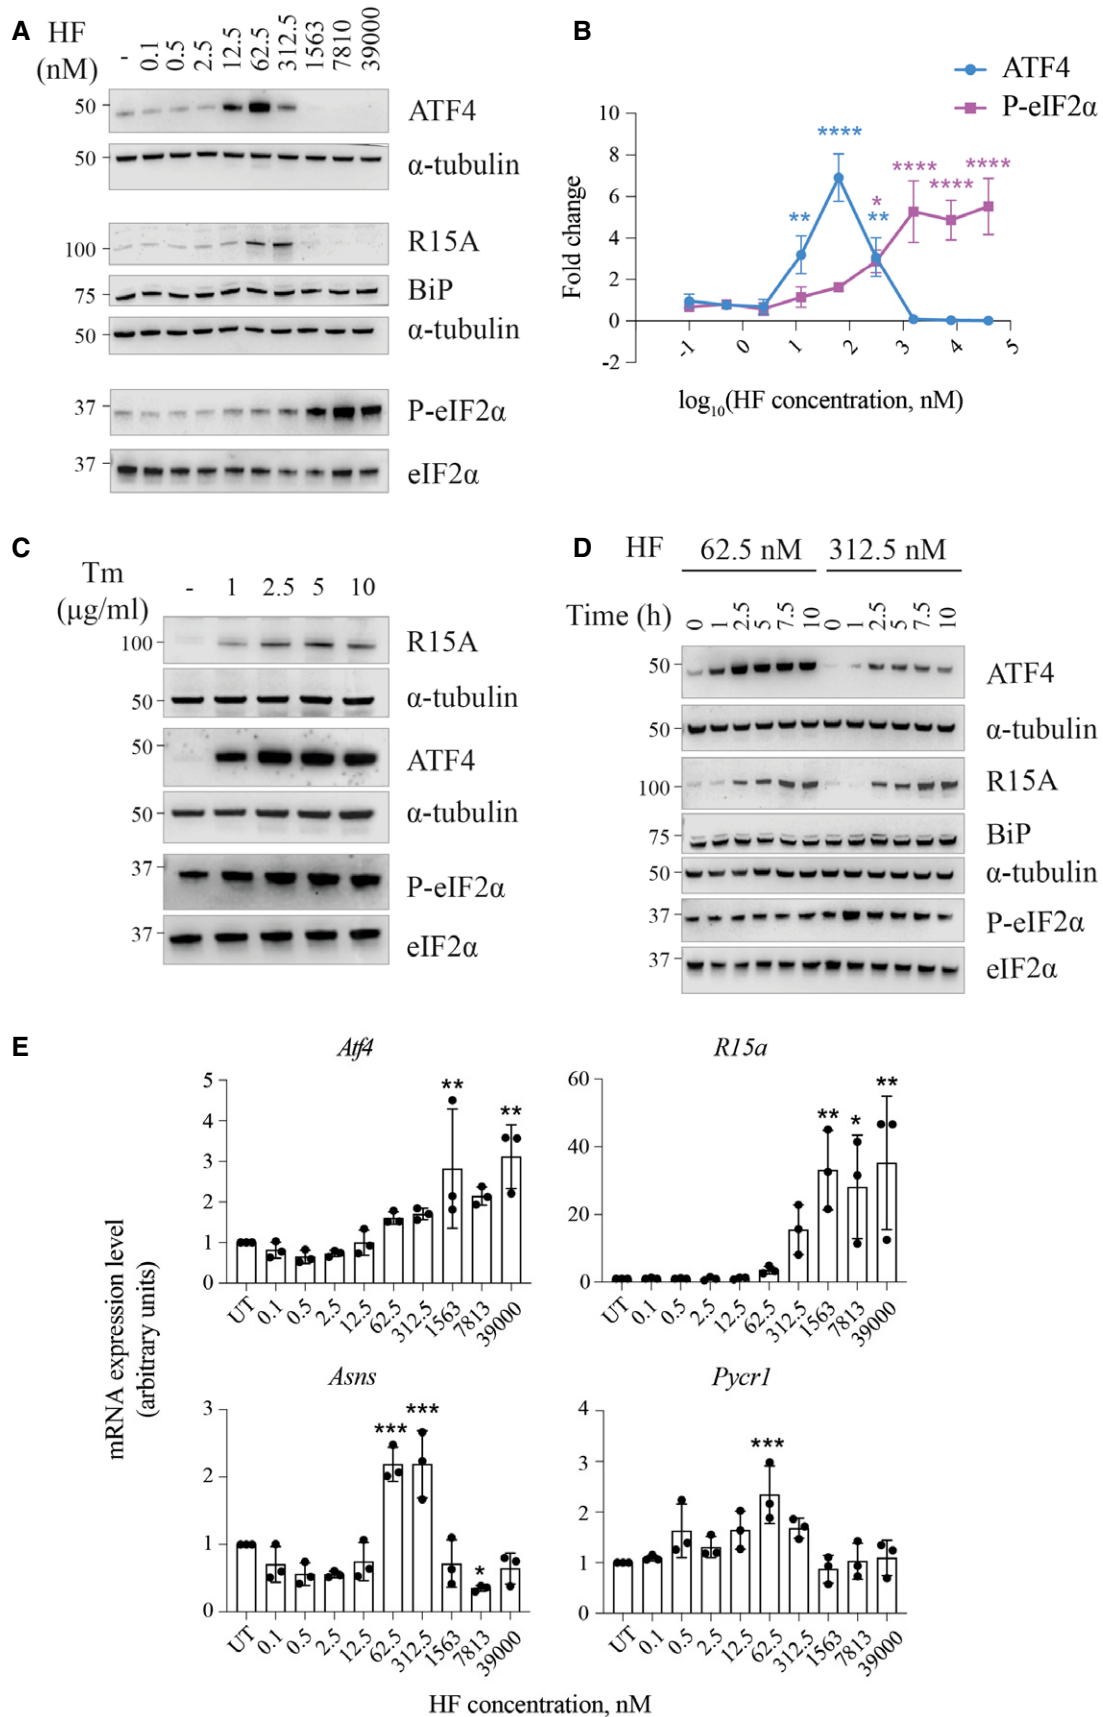 A
HF
(nM)
- 0.1 0.5 2.5 12.5 62.5 312.5 1563 7810 39000
50
ATF4
50
α-tubulin
100
R15A
75
BiP
50
α-tubulin
37
P-eIF2α
37
eIF2α
B
ATF4
P-eIF2α
Fold change
10
8
6
4
2
0
-2
****
**
*
**
****
****
****
-1 0 1 2 3 4 5
log10(HF concentration, nM)
C
Tm
(μg/ml)
- 1 2.5 5 10
100
R15A
50
α-tubulin
50
ATF4
50
α-tubulin
37
P-eIF2α
37
eIF2α
D
HF
62.5 nM 312.5 nM
Time (h)
0 1 2.5 5 7.5 10 0 1 2.5 5 7.5 10
50
ATF4
50
α-tubulin
100
R15A
75
BiP
50
α-tubulin
37
P-eIF2α
37
eIF2α
E
mRNA expression level
(arbitrary units)
Atf4
5
4
3
2
1
0
**
**
UT 0.1 0.5 2.5 12.5 62.5 312.5 1563 7813 39000
R15a
60
40
20
0
**
*
**
UT 0.1 0.5 2.5 12.5 62.5 312.5 1563 7813 39000
Asns
3
2
1
0
***
***
*
UT 0.1 0.5 2.5 12.5 62.5 312.5 1563 7813 39000
Pycr1
4
3
2
1
0
***
UT 0.1 0.5 2.5 12.5 62.5 312.5 1563 7813 39000
HF concentration, nM